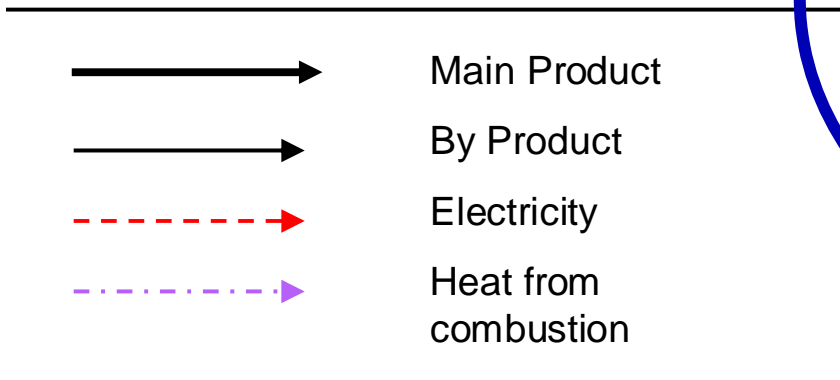 Main Product
By Product
Electricity
Heat from
combustion